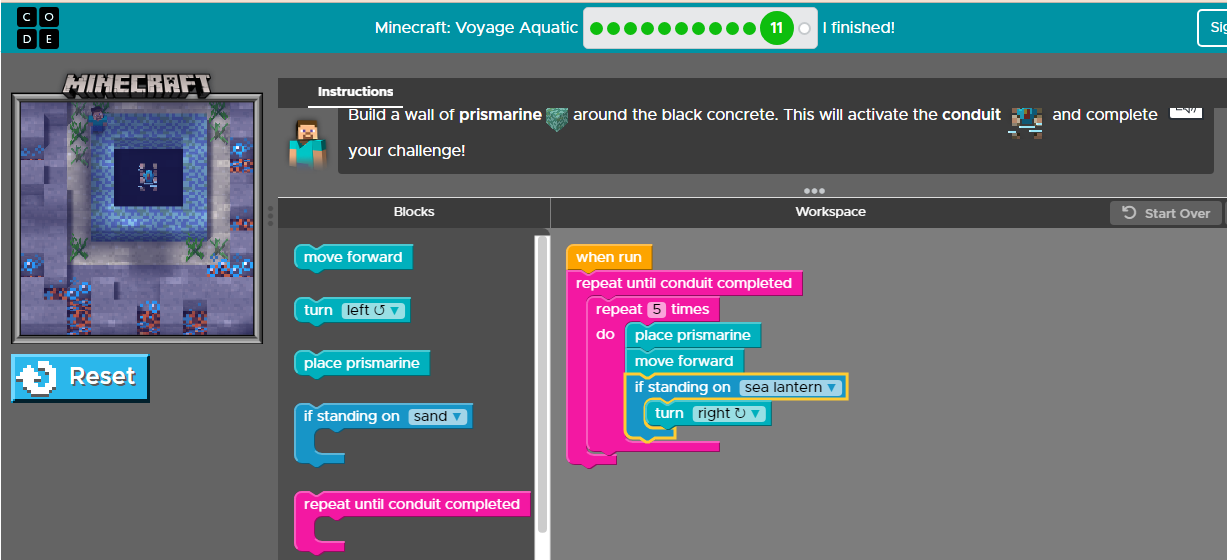 C O
D E
Minecraft: Voyage Aquatic
11
I finished!
MINECRAFT
Instructions
Build a wall of prismarine around the black concrete. This will activate the conduit and complete
your challenge!
Blocks
Workspace
Start Over
move forward
turn left ↺ ▼
place prismarine
if standing on sand ▼
repeat until conduit completed
when run
repeat until conduit completed
repeat 5 times
do place prismarine
move forward
if standing on sea lantern ▼
turn right ↻ ▼
Reset